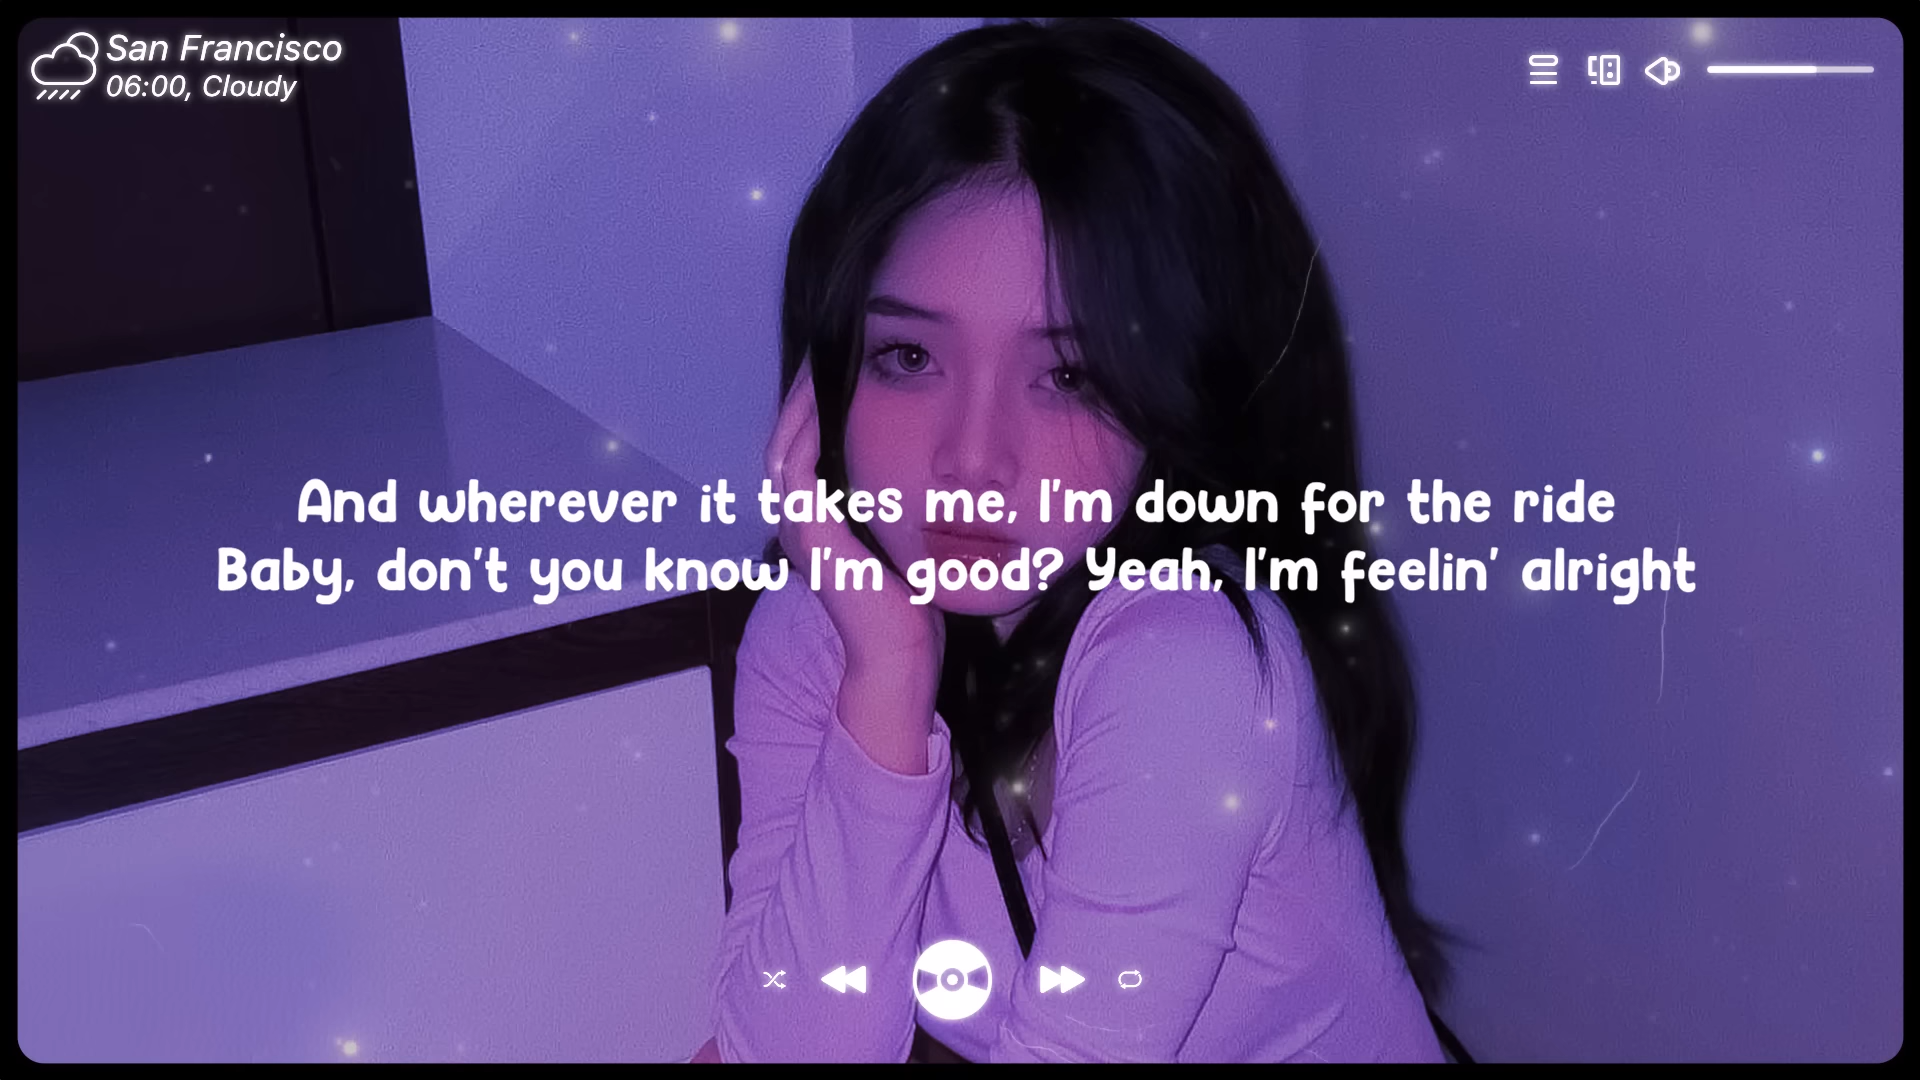 San Francisco
06:00, Cloudy
And wherever it takes me, I'm down for the ride
Baby, don't you know I'm good? Yeah, I'm feelin' alright